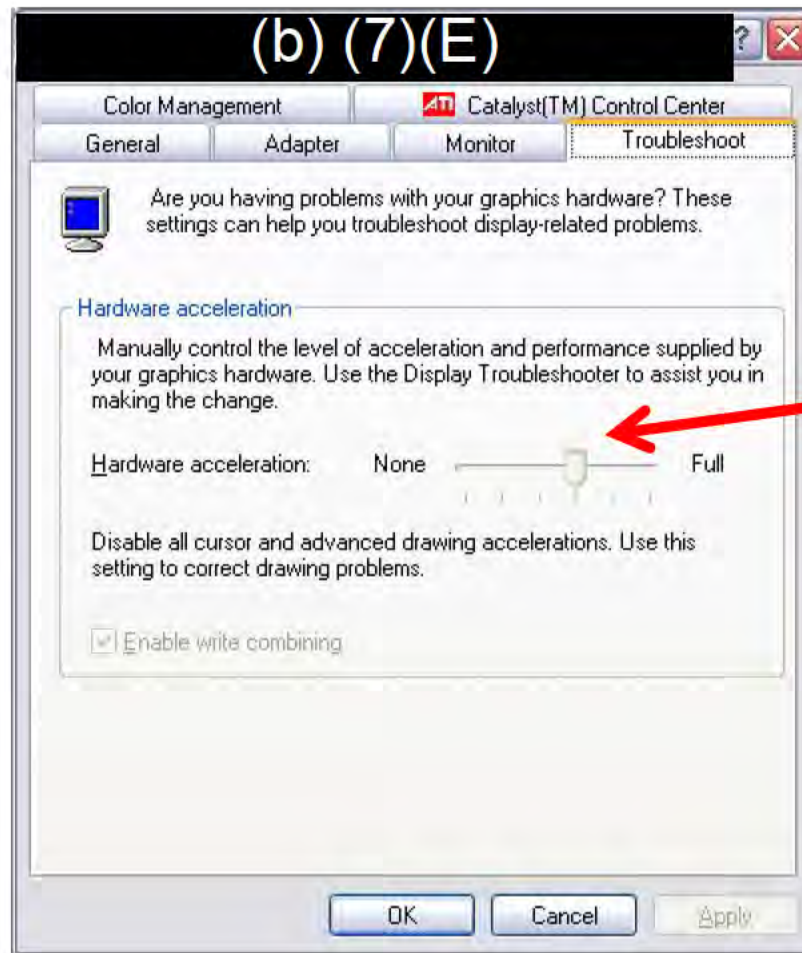 (b) (7)(E)
?
Color Management
ATI Catalyst(TM) Control Center
General
Adapter
Monitor
Troubleshoot
Are you having problems with your graphics hardware? These
settings can help you troubleshoot display-related problems.
Hardware acceleration
Manually control the level of acceleration and performance supplied by
your graphics hardware. Use the Display Troubleshooter to assist you in
making the change.
Hardware acceleration: None Full
Disable all cursor and advanced drawing accelerations. Use this
setting to correct drawing problems.
Enable write combining
OK
Cancel
Apply